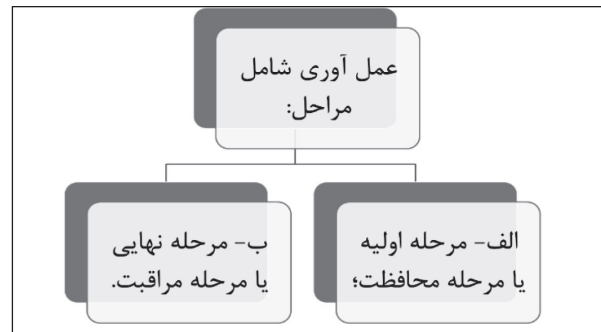 عمل آوری شامل
مراحل:
الف- مرحله اولیه
یا مرحله محافظت؛
ب- مرحله نهایی
یا مرحله مراقبت.